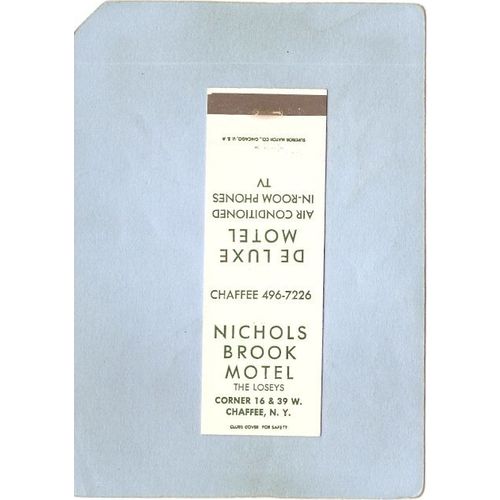 DE LUXE
MOTEL
AIR CONDITIONED
IN-ROOM PHONES
TV
SUPERIOR MATCH CO., CHICAGO, U. S. A
CHAFFEE 496-7226
NICHOLS
BROOK
MOTEL
THE LOSEYS
CORNER 16 & 39 W.
CHAFFEE, N. Y.
CLOSE COVER FOR SAFETY